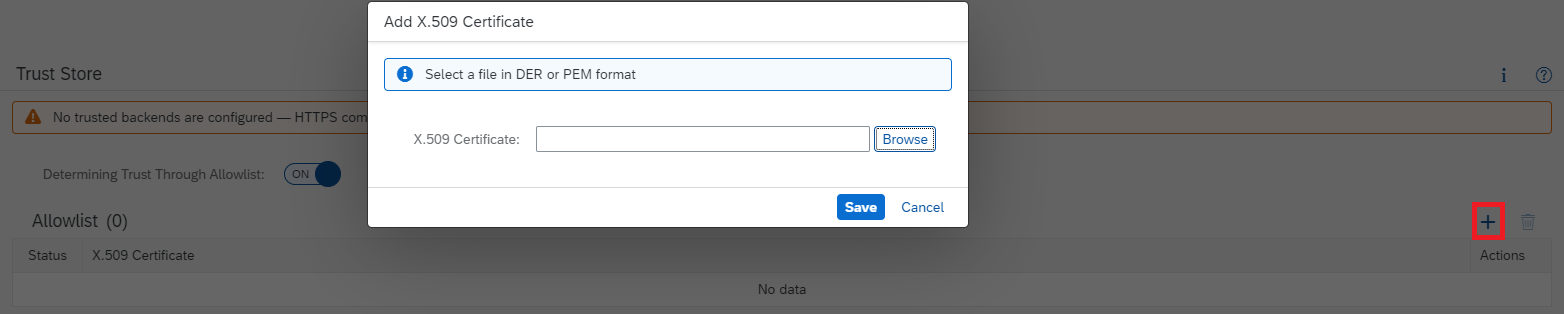 Add X.509 Certificate
Select a file in DER or PEM format
Trust Store
No trusted backends are configured — HTTPS com
X.509 Certificate:
Browse
Determining Trust Through Allowlist:
ON
Save
Cancel
Allowlist (0)
Status
X.509 Certificate
Actions
No data